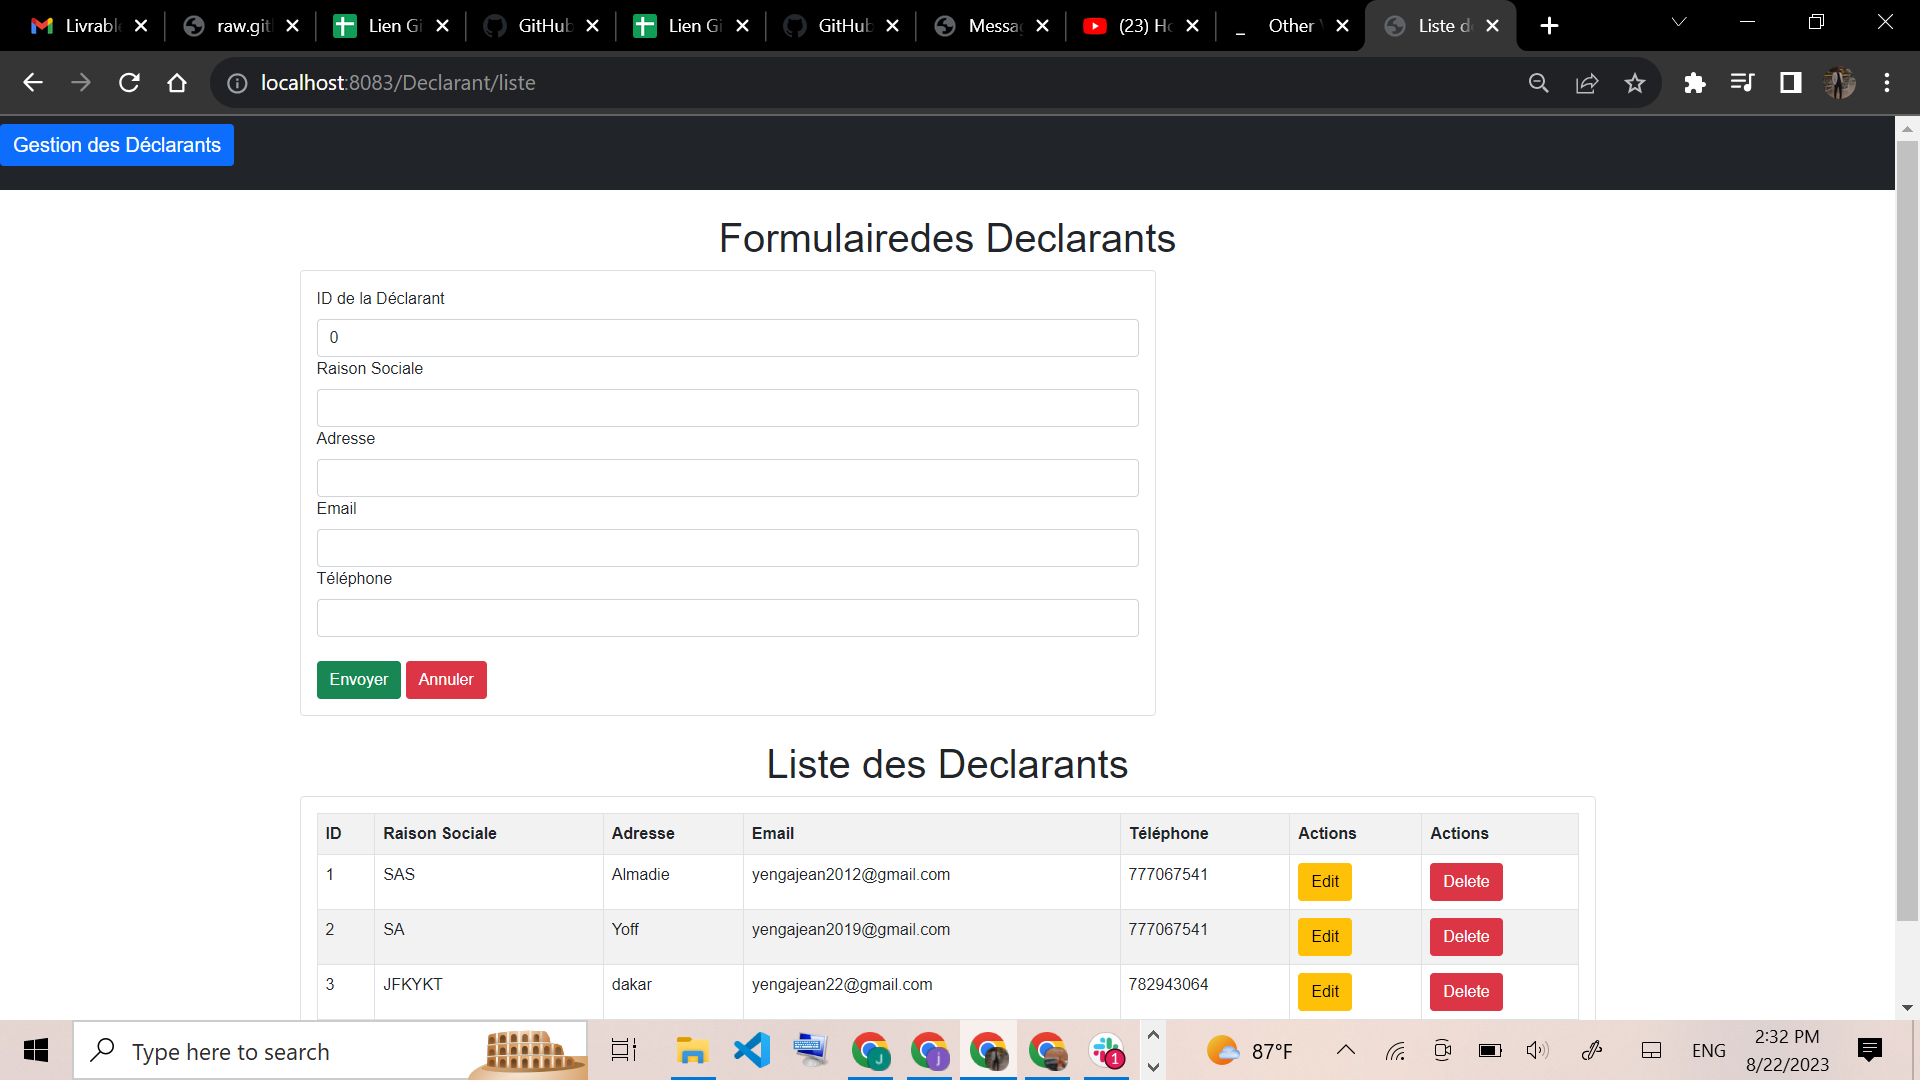 Livrabl
raw.git
Lien Gi
GitHub
Lien Gi
GitHub
Messag
(23) Ho
Other
Liste d
localhost:8083/Declarant/liste
Gestion des Déclarants
Formulairedes Declarants
ID de la Déclarant
0
Raison Sociale
Adresse
Email
Téléphone
Envoyer Annuler
Liste des Declarants
ID Raison Sociale Adresse Email Téléphone Actions Actions
1 SAS Almadie yengajean2012@gmail.com 777067541 Edit Delete
2 SA Yoff yengajean2019@gmail.com 777067541 Edit Delete
3 JFKYKT dakar yengajean22@gmail.com 782943064 Edit Delete
Type here to search
J
j
1
87°F
ENG
2:32 PM
8/22/2023